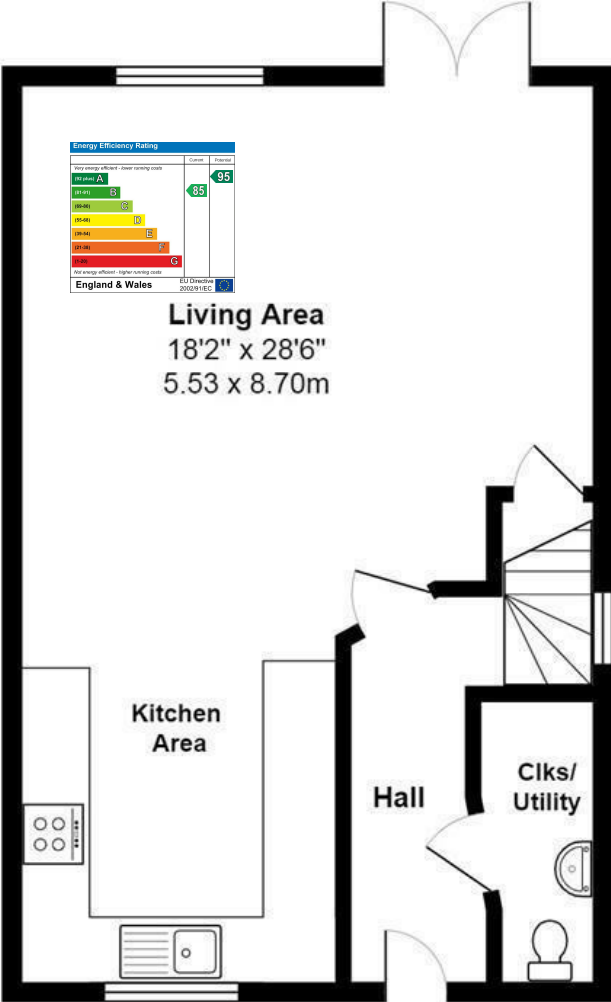 Energy Efficiency Rating
Current Potential
Very energy efficient - lower running costs
(92 plus) A
95
(81-91) B
85
(69-80) C
(55-68) D
(39-54) E
(21-38) F
(1-20) G
Not energy efficient - higher running costs
England & Wales
EU Directive
2002/91/EC
Living Area
18'2" x 28'6"
5.53 x 8.70m
Kitchen
Area
Hall
Clks/
Utility